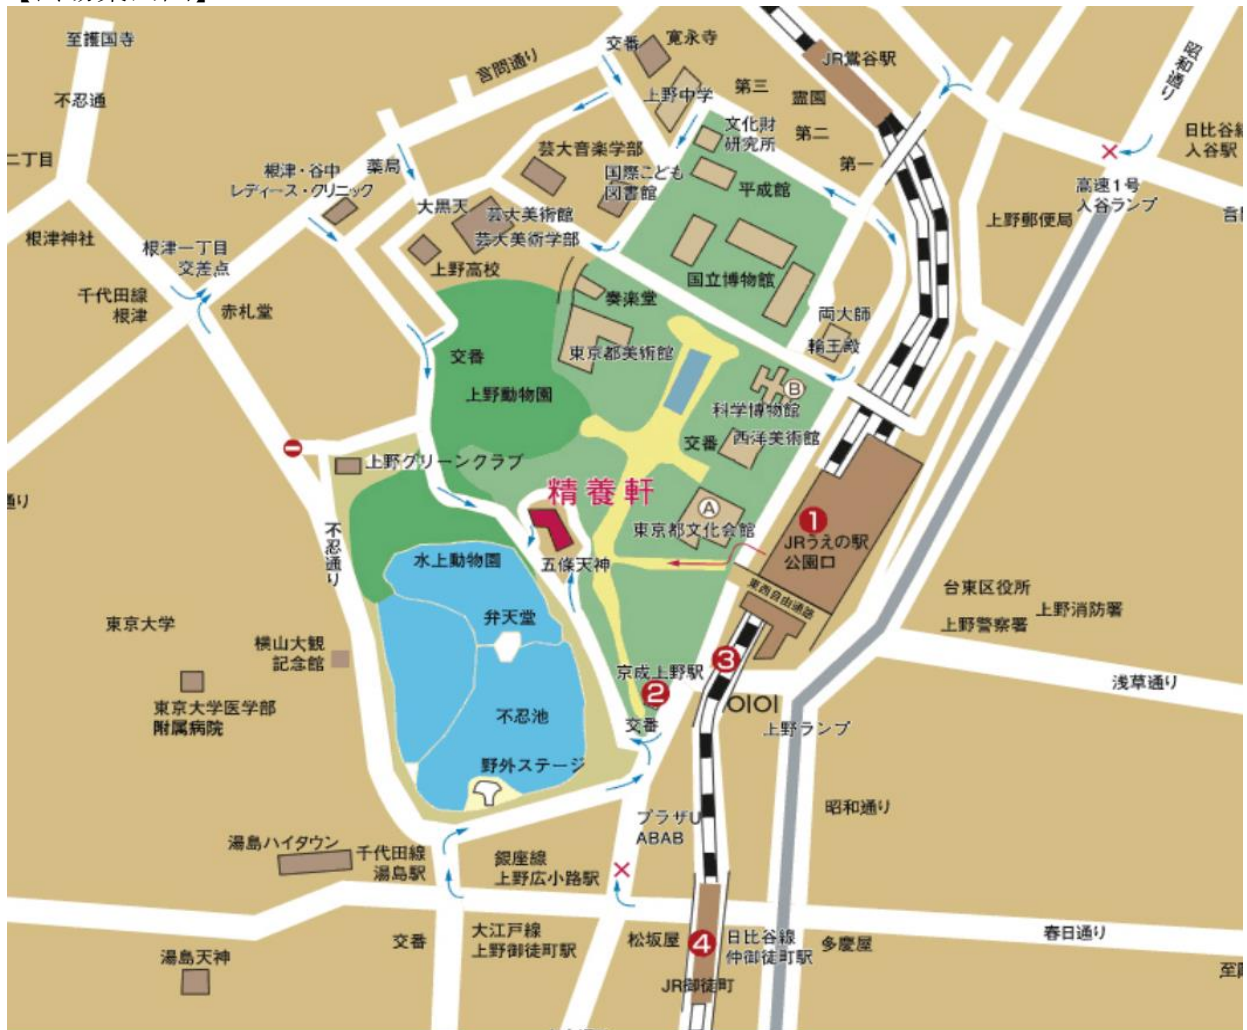 至護国寺
不忍通
二丁目
根津神社
根津一丁目
交差点
千代田線
根津
赤札堂
根津・谷中
レディース・クリニック
薬局
言問通り
交番
寛永寺
上野中学
第三
霊園
第二
第一
JR鶯谷駅
昭和通り
日比谷線
入谷駅
高速1号
入谷ランプ
上野郵便局
文化財
研究所
平成館
芸大音楽学部
国際こども
図書館
大黒天
芸大美術館
芸大美術学部
上野高校
国立博物館
奏楽堂
東京都美術館
両大師
輪王殿
交番
上野動物園
B
科学博物館
交番
西洋美術館
上野グリーンクラブ
精養軒
A
東京都文化会館
1
JRうえの駅
公園口
五條天神
東西自由通路
不忍通り
水上動物園
弁天堂
台東区役所
上野消防署
上野警察署
東京大学
横山大観
記念館
東京大学医学部
附属病院
不忍池
京成上野駅
2
3
交番
OIOI
上野ランプ
浅草通り
野外ステージ
プラザU
ABAB
昭和通り
湯島ハイタウン
千代田線
湯島駅
銀座線
上野広小路駅
交番
大江戸線
上野御徒町駅
松坂屋
4
日比谷線
仲御徒町駅
多慶屋
春日通り
湯島天神
JR御徒町